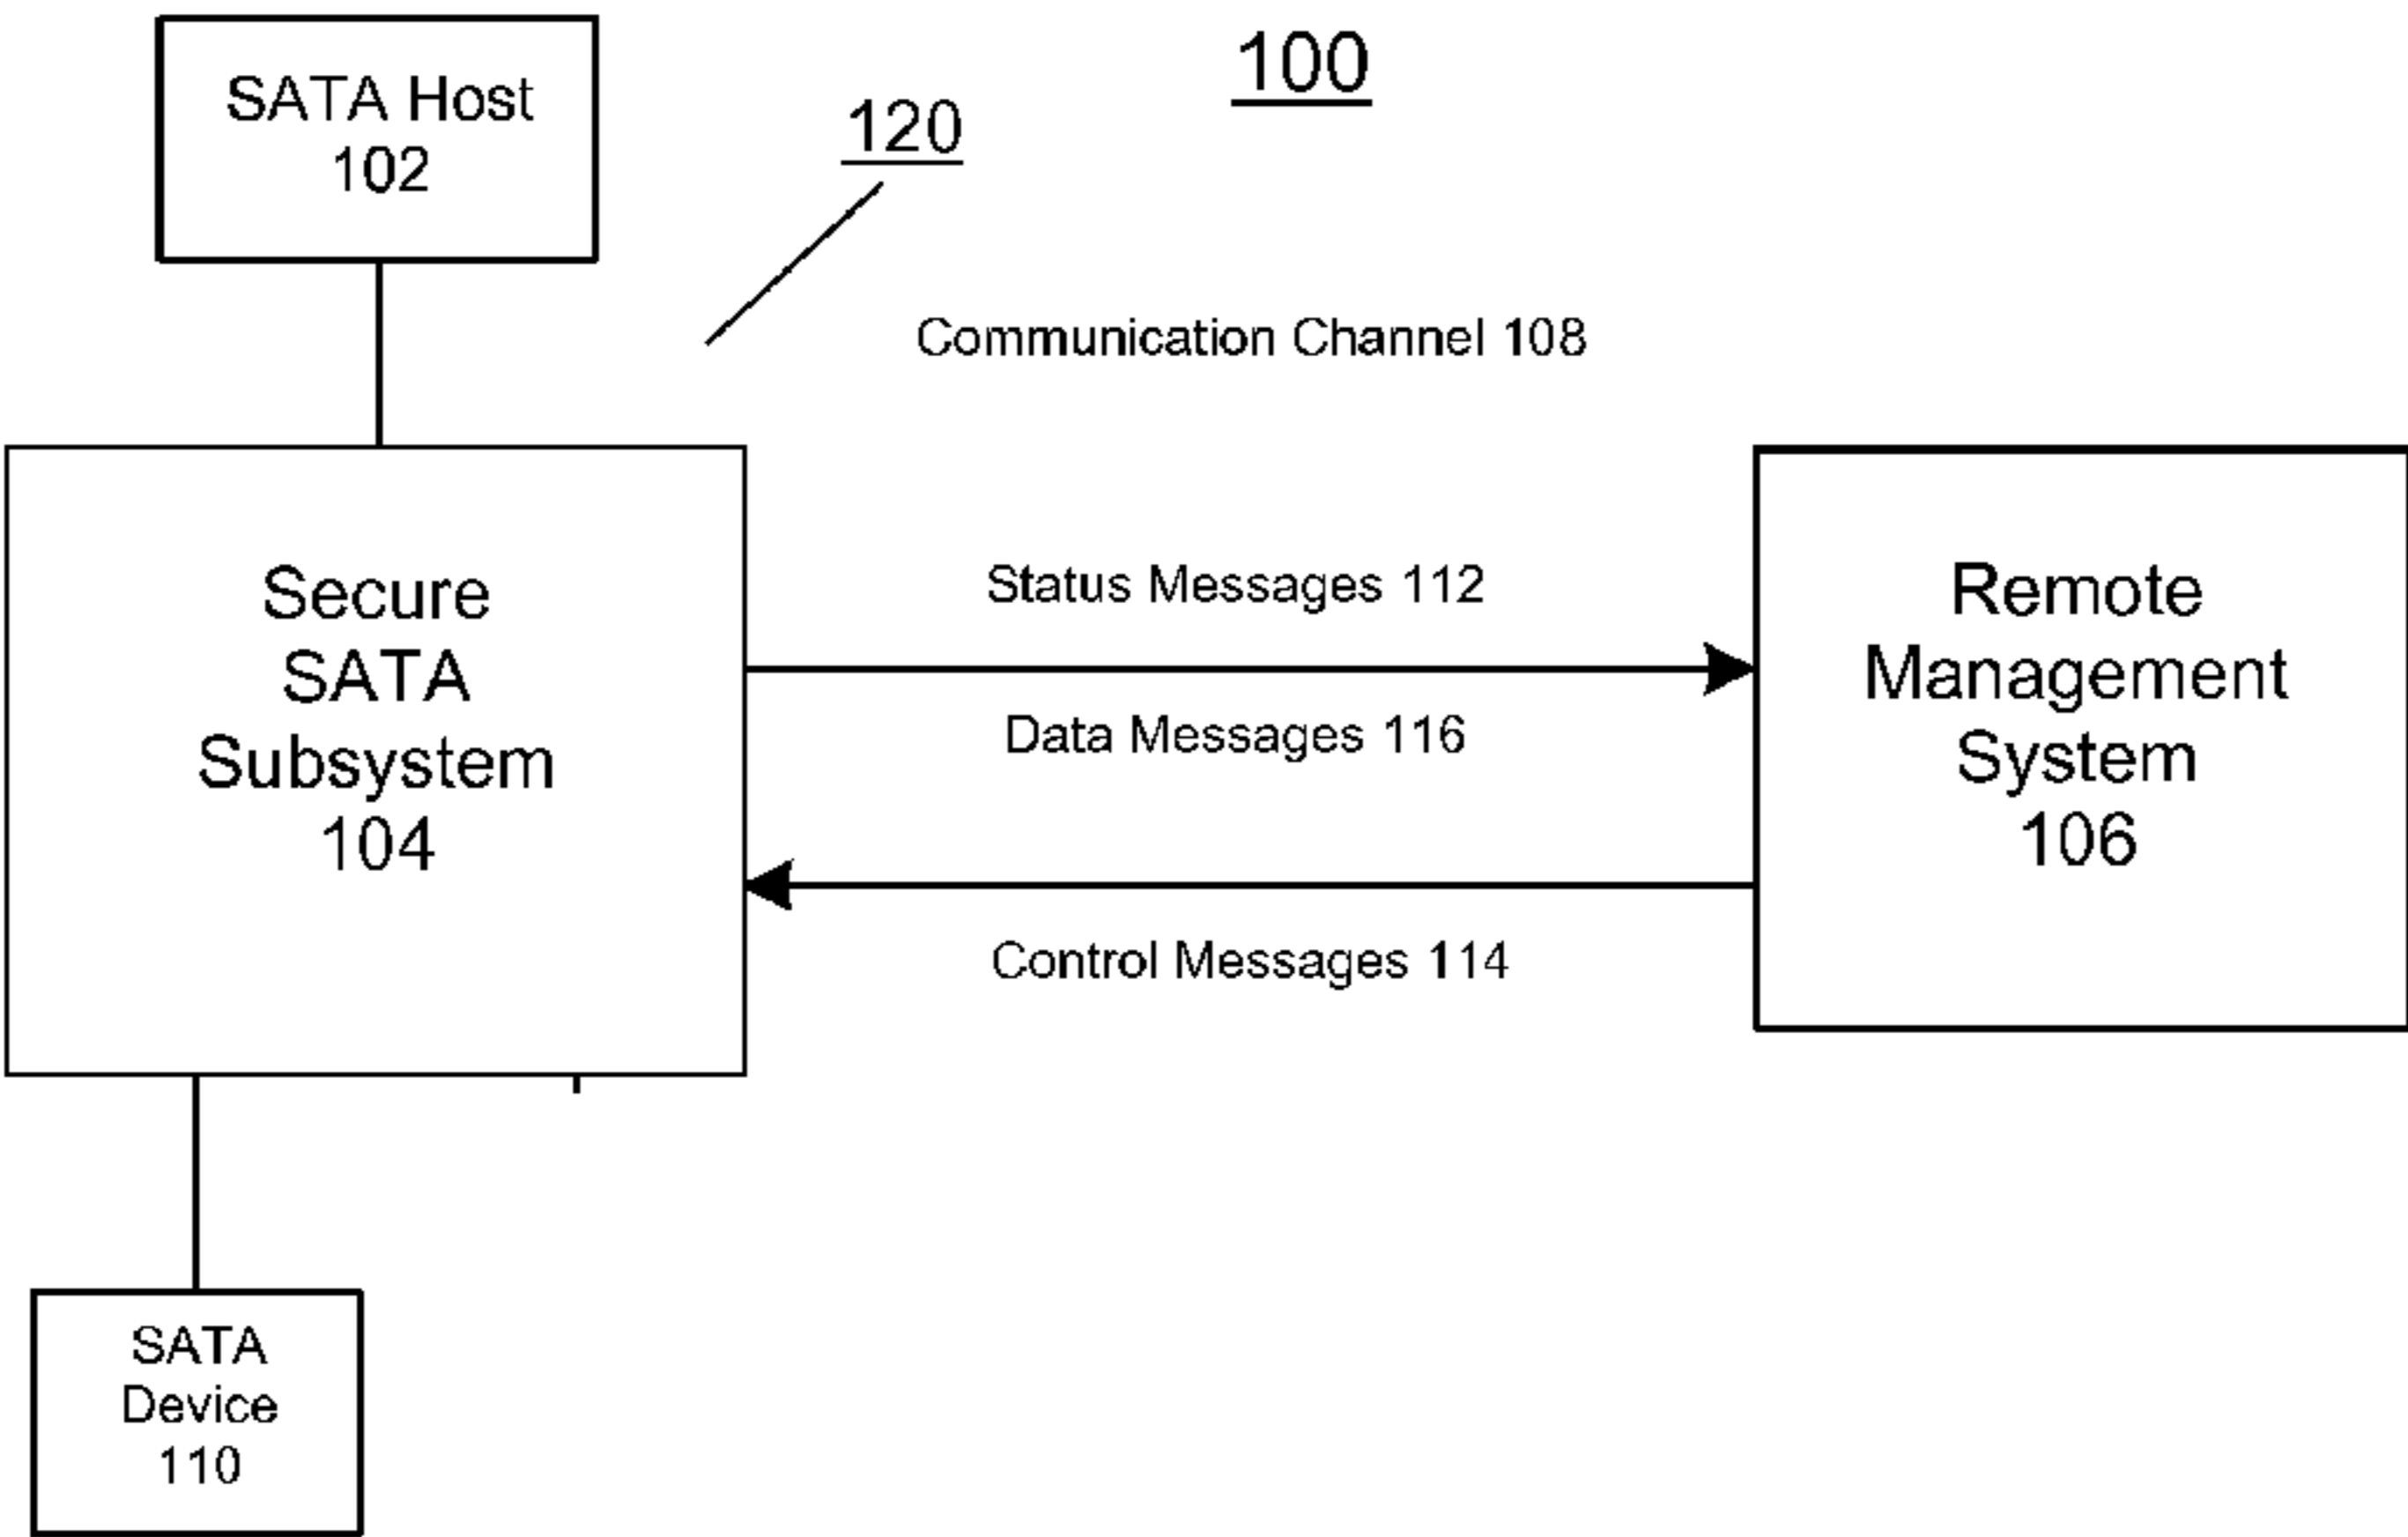 100
SATA Host
102
120
Communication Channel 108
Secure
SATA
Subsystem
104
Status Messages 112
Data Messages 116
Control Messages 114
Remote
Management
System
106
SATA
Device
110